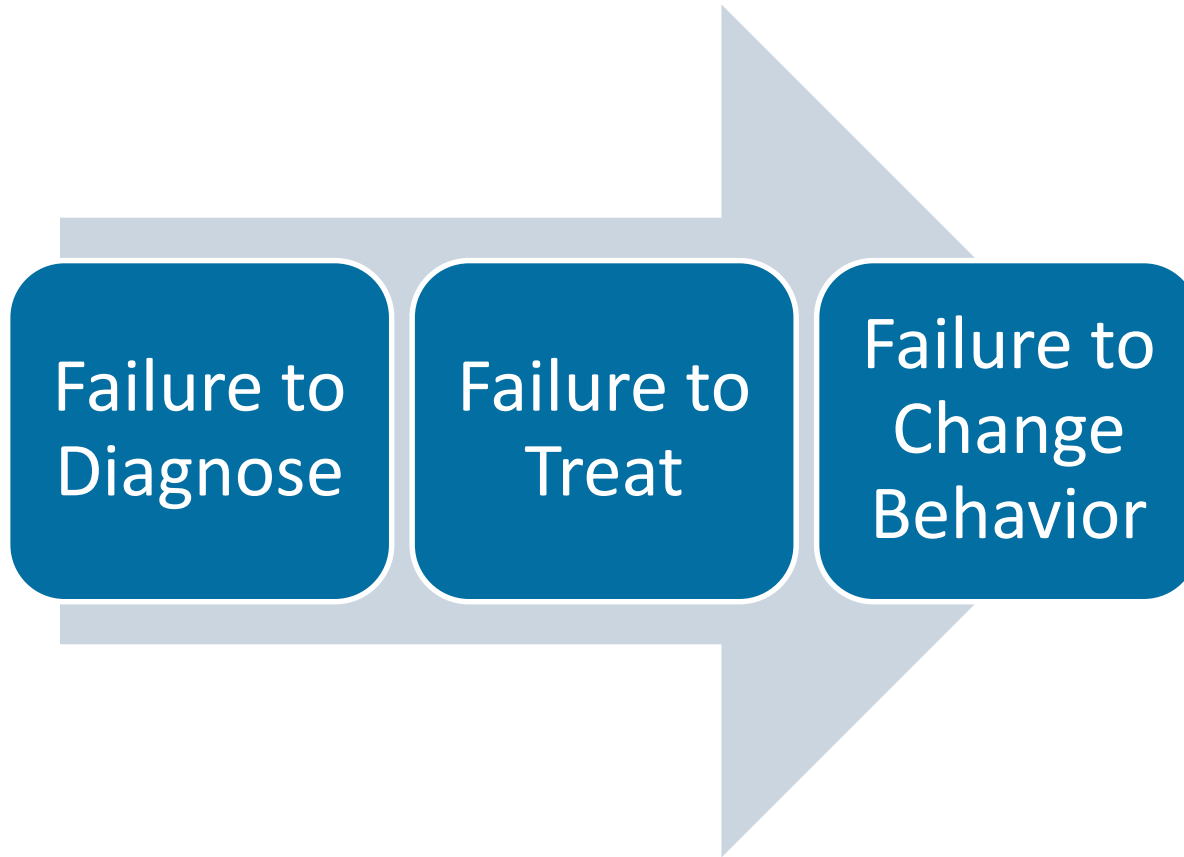 Failure to
Diagnose
Failure to
Treat
Failure to
Change
Behavior